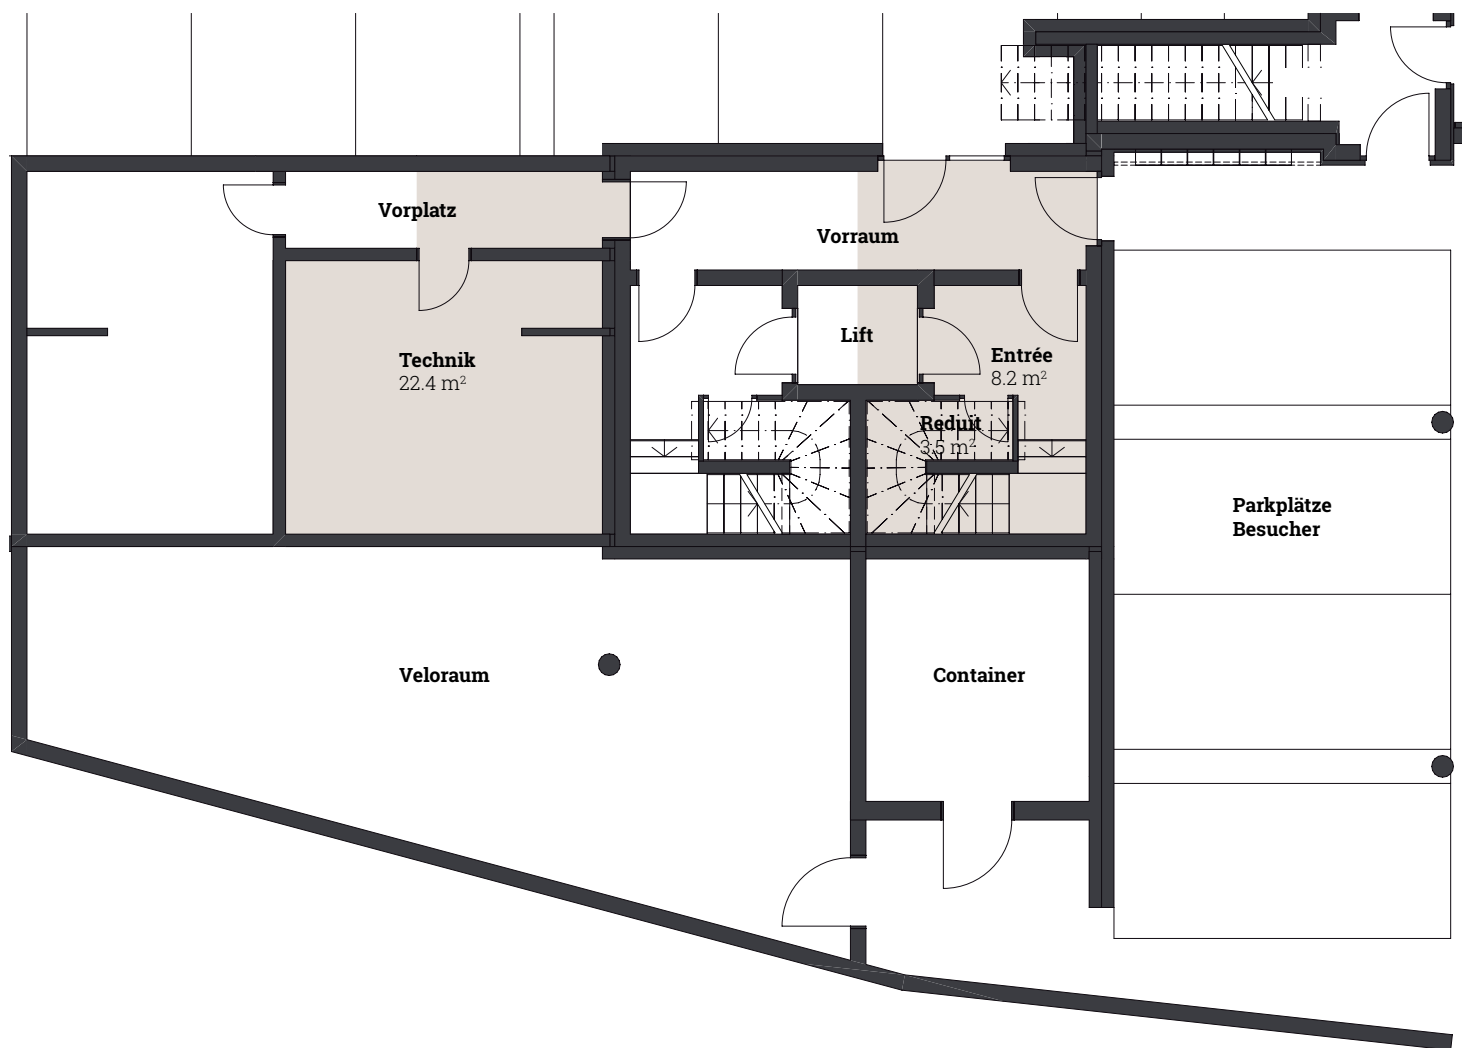 Vorplatz
Vorraum
Lift
Technik
22.4 m²
Entrée
8.2 m²
Reduit
3.5 m²
Parkplätze
Besucher
Veloraum
Container